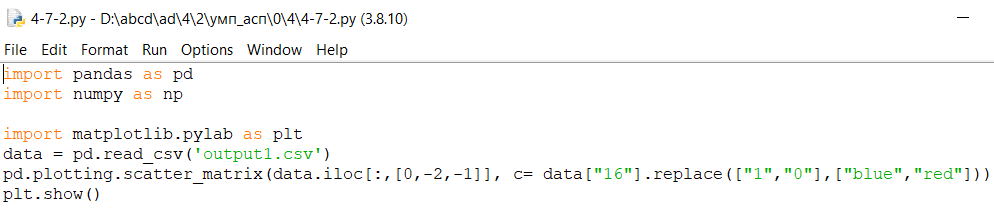 4-7-2.py - D:\abcd\ad\4\2\умп_асп\0\4\4-7-2.py (3.8.10)
File Edit Format Run Options Window Help
import pandas as pd
import numpy as np
import matplotlib.pylab as plt
data = pd.read_csv('output1.csv')
pd.plotting.scatter_matrix(data.iloc[:,[0,-2,-1]], c= data["16"].replace(["1","0"],["blue","red"]))
plt.show()